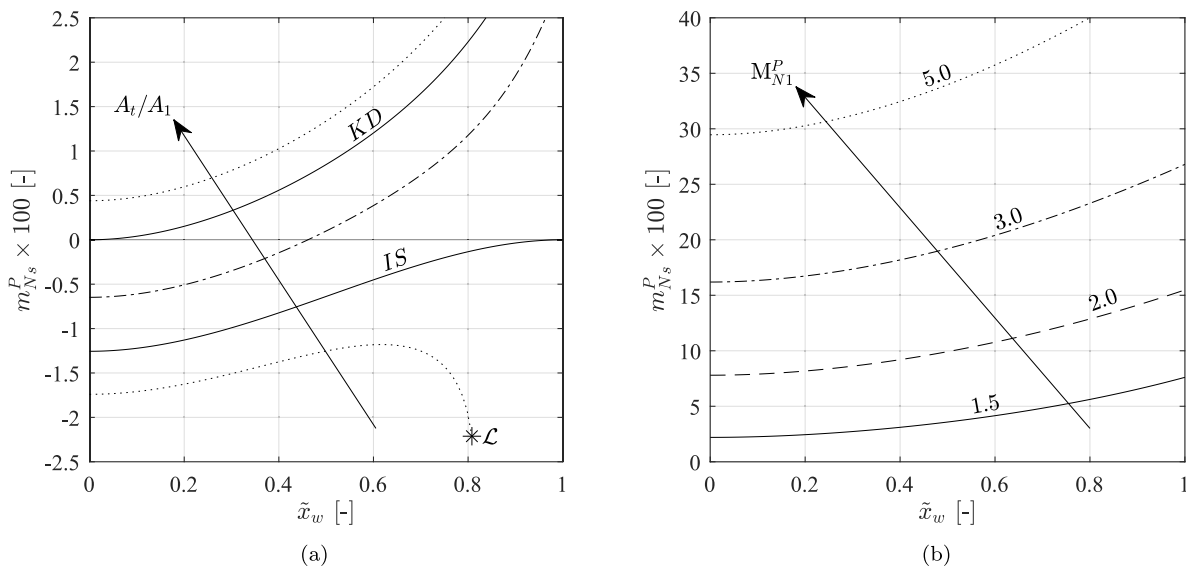 2.5
2
1.5
1
0.5
0
-0.5
-1
-1.5
-2
-2.5
m^P_{Ns} × 100 [-]
A_t/A_1
KD
IS
ℒ
0 0.2 0.4 0.6 0.8 1
x̃_w [-]
(a)
40
35
30
25
20
15
10
5
0
m^P_{Ns} × 100 [-]
M^P_{N1}
5.0
3.0
2.0
1.5
0 0.2 0.4 0.6 0.8 1
x̃_w [-]
(b)